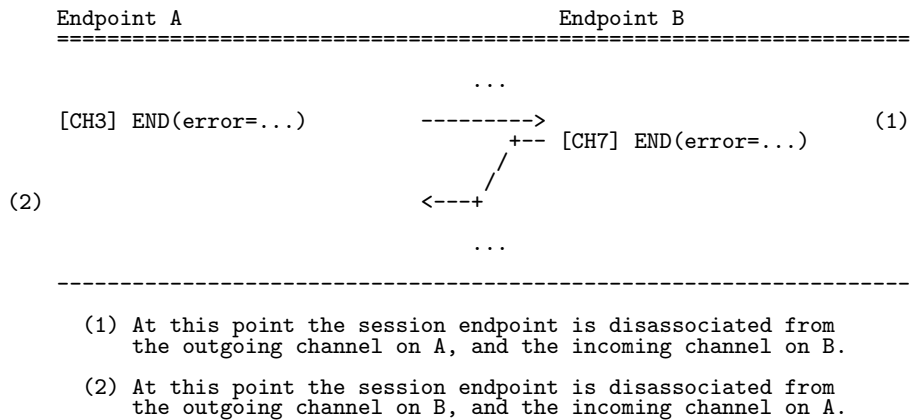 Endpoint A                                Endpoint B
====================================================================
...
[CH3] END(error=...)         --------->                          (1)
+-- [CH7] END(error=...)
/
/
/
(2)                              <---+
...
--------------------------------------------------------------------
(1) At this point the session endpoint is disassociated from
the outgoing channel on A, and the incoming channel on B.
(2) At this point the session endpoint is disassociated from
the outgoing channel on B, and the incoming channel on A.